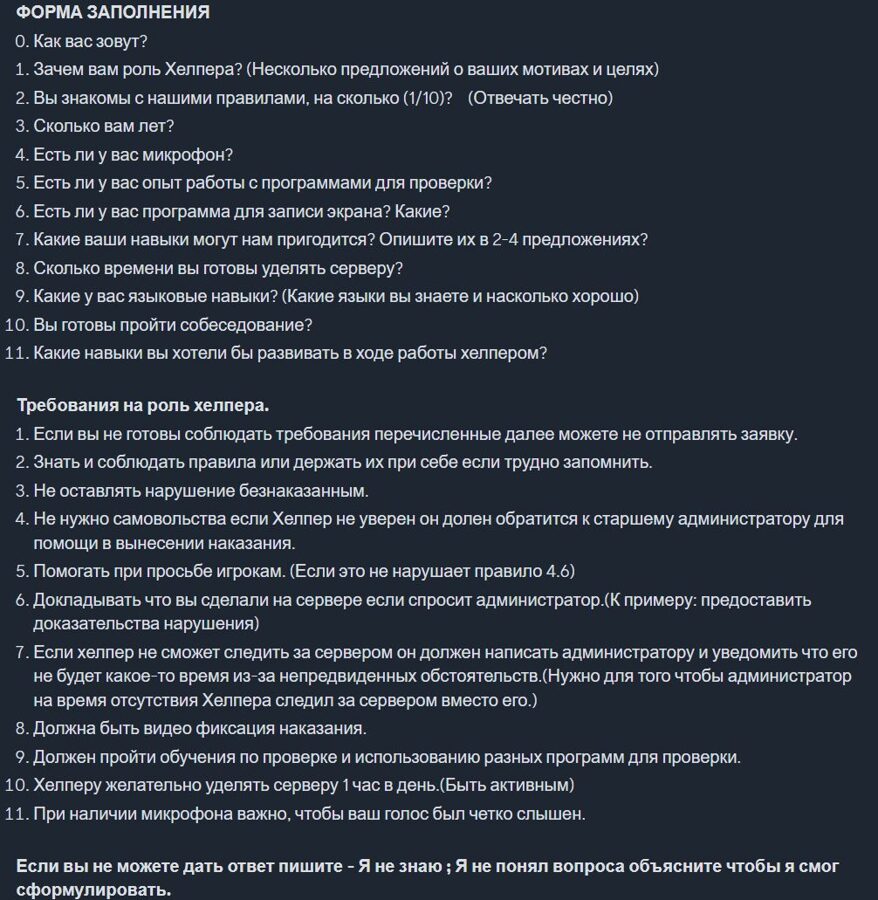 ФОРМА ЗАПОЛНЕНИЯ
0. Как вас зовут?
1. Зачем вам роль Хелпера? (Несколько предложений о ваших мотивах и целях)
2. Вы знакомы с нашими правилами, на сколько (1/10)? (Отвечать честно)
3. Сколько вам лет?
4. Есть ли у вас микрофон?
5. Есть ли у вас опыт работы с программами для проверки?
6. Есть ли у вас программа для записи экрана? Какие?
7. Какие ваши навыки могут нам пригодится? Опишите их в 2-4 предложениях?
8. Сколько времени вы готовы уделять серверу?
9. Какие у вас языковые навыки? (Какие языки вы знаете и насколько хорошо)
10. Вы готовы пройти собеседование?
11. Какие навыки вы хотели бы развивать в ходе работы хелпером?
Требования на роль хелпера.
1. Если вы не готовы соблюдать требования перечисленные далее можете не отправлять заявку.
2. Знать и соблюдать правила или держать их при себе если трудно запомнить.
3. Не оставлять нарушение безнаказанным.
4. Не нужно самовольства если Хелпер не уверен он долен обратится к старшему администратору для
помощи в вынесении наказания.
5. Помогать при просьбе игрокам. (Если это не нарушает правило 4.6)
6. Докладывать что вы сделали на сервере если спросит администратор.(К примеру: предоставить
доказательства нарушения)
7. Если хелпер не сможет следить за сервером он должен написать администратору и уведомить что его
не будет какое-то время из-за непредвиденных обстоятельств.(Нужно для того чтобы администратор
на время отсутствия Хелпера следил за сервером вместо его.)
8. Должна быть видео фиксация наказания.
9. Должен пройти обучения по проверке и использованию разных программ для проверки.
10. Хелперу желательно уделять серверу 1 час в день.(Быть активным)
11. При наличии микрофона важно, чтобы ваш голос был четко слышен.
Если вы не можете дать ответ пишите - Я не знаю ; Я не понял вопроса объясните чтобы я смог
сформулировать.